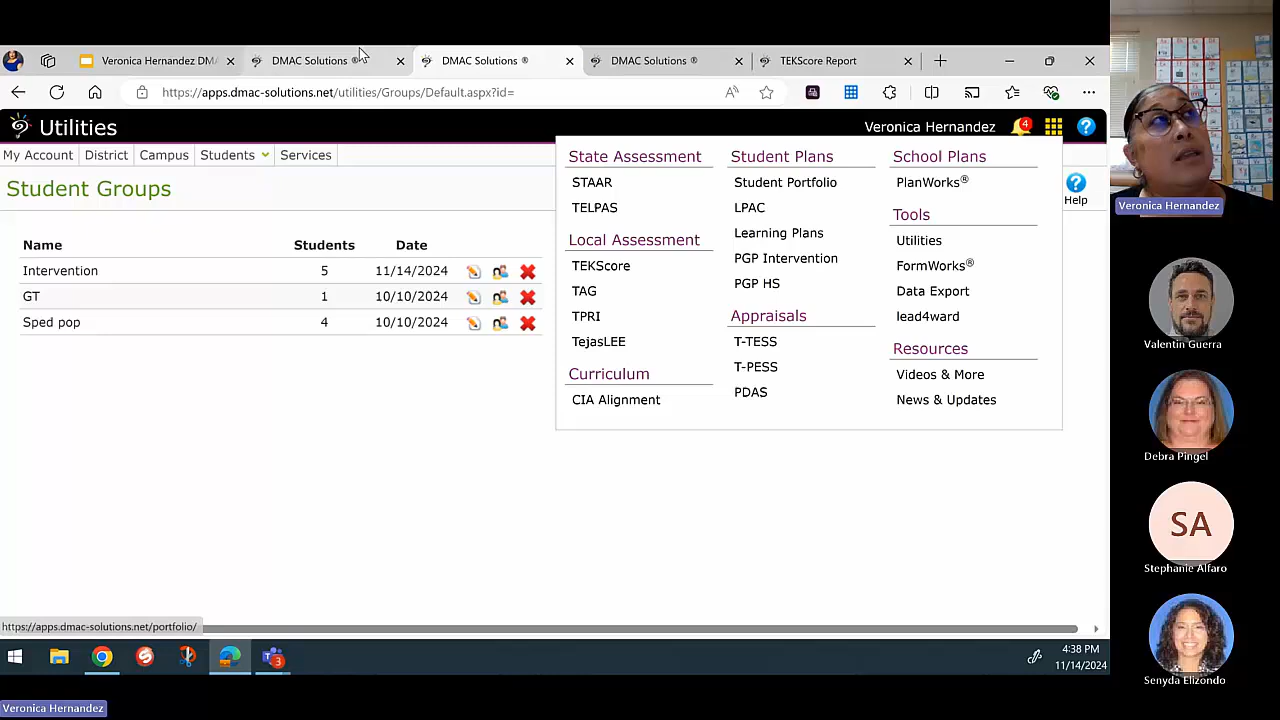 Veronica Hernandez DMA
DMAC Solutions ®
DMAC Solutions ®
DMAC Solutions ®
TEKScore Report
https://apps.dmac-solutions.net/utilities/Groups/Default.aspx?id=
Utilities
Veronica Hernandez
4
My Account
District
Campus
Students
Services
Student Groups
Help
Name Students Date
Intervention 5 11/14/2024
GT 1 10/10/2024
Sped pop 4 10/10/2024
State Assessment
STAAR
TELPAS
Local Assessment
TEKScore
TAG
TPRI
TejasLEE
Curriculum
CIA Alignment
Student Plans
Student Portfolio
LPAC
Learning Plans
PGP Intervention
PGP HS
Appraisals
T-TESS
T-PESS
PDAS
School Plans
PlanWorks®
Tools
Utilities
FormWorks®
Data Export
lead4ward
Resources
Videos & More
News & Updates
https://apps.dmac-solutions.net/portfolio/
3
4:38 PM
11/14/2024
Veronica Hernandez
Veronica Hernandez
Valentin Guerra
Debra Pingel
SA
Stephanie Alfaro
Senyda Elizondo